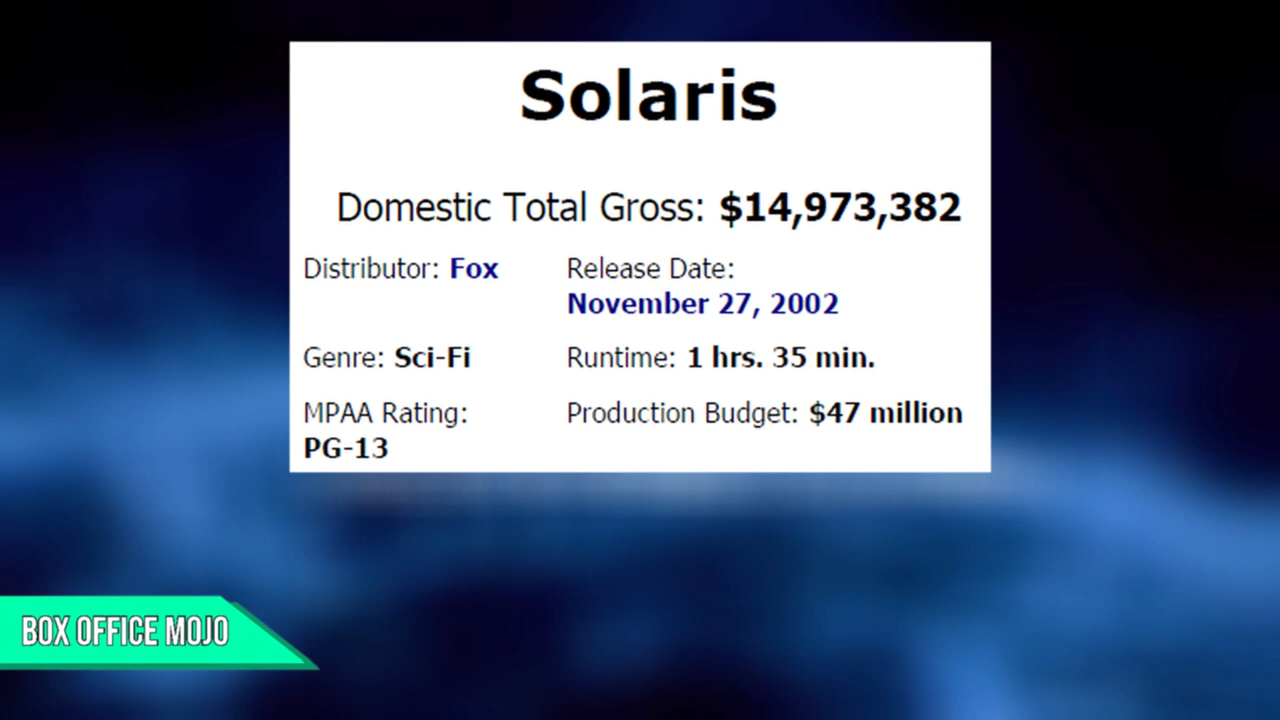 Solaris
Domestic Total Gross: $14,973,382
Distributor: Fox
Release Date:
November 27, 2002
Genre: Sci-Fi
Runtime: 1 hrs. 35 min.
MPAA Rating:
PG-13
Production Budget: $47 million
BOX OFFICE MOJO